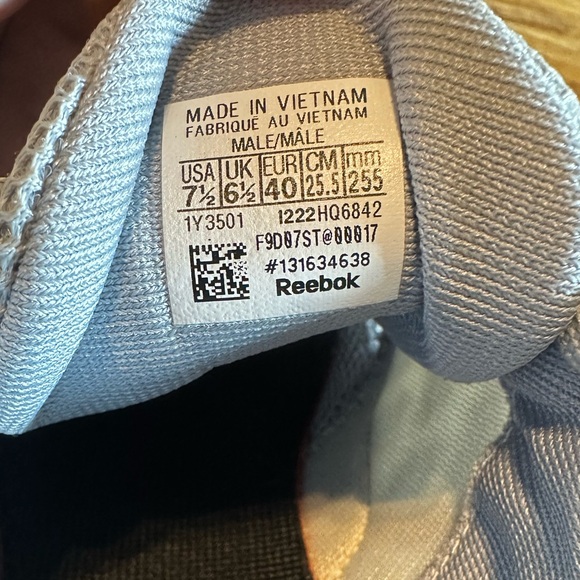 MADE IN VIETNAM
FABRIQUÉ AU VIETNAM
MALE/MÂLE
USA UK EUR CM mm
7½ 6½ 40 25.5 255
1Y3501 I222HQ6842
F9D07ST@00017
#131634638
Reebok